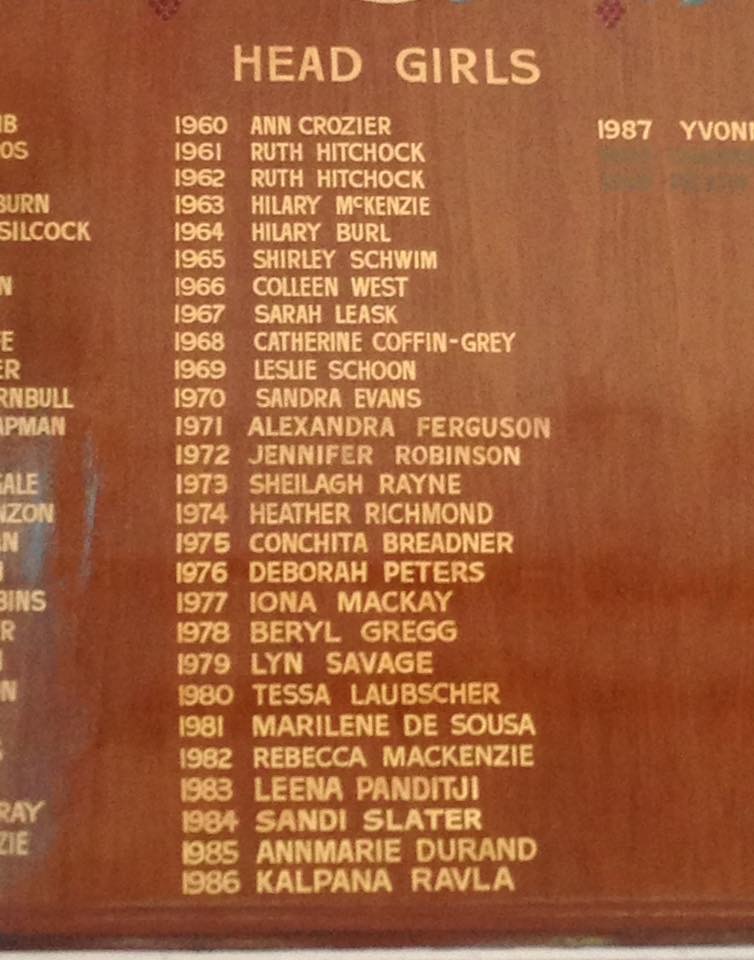 HEAD GIRLS
1960 ANN CROZIER
1961 RUTH HITCHOCK
1962 RUTH HITCHOCK
1963 HILARY McKENZIE
1964 HILARY BURL
1965 SHIRLEY SCHWIM
1966 COLLEEN WEST
1967 SARAH LEASK
1968 CATHERINE COFFIN-GREY
1969 LESLIE SCHOON
1970 SANDRA EVANS
1971 ALEXANDRA FERGUSON
1972 JENNIFER ROBINSON
1973 SHEILAGH RAYNE
1974 HEATHER RICHMOND
1975 CONCHITA BREADNER
1976 DEBORAH PETERS
1977 IONA MACKAY
1978 BERYL GREGG
1979 LYN SAVAGE
1980 TESSA LAUBSCHER
1981 MARILENE DE SOUSA
1982 REBECCA MACKENZIE
1983 LEENA PANDITJI
1984 SANDI SLATER
1985 ANNMARIE DURAND
1986 KALPANA RAVLA
1987
SILCOCK